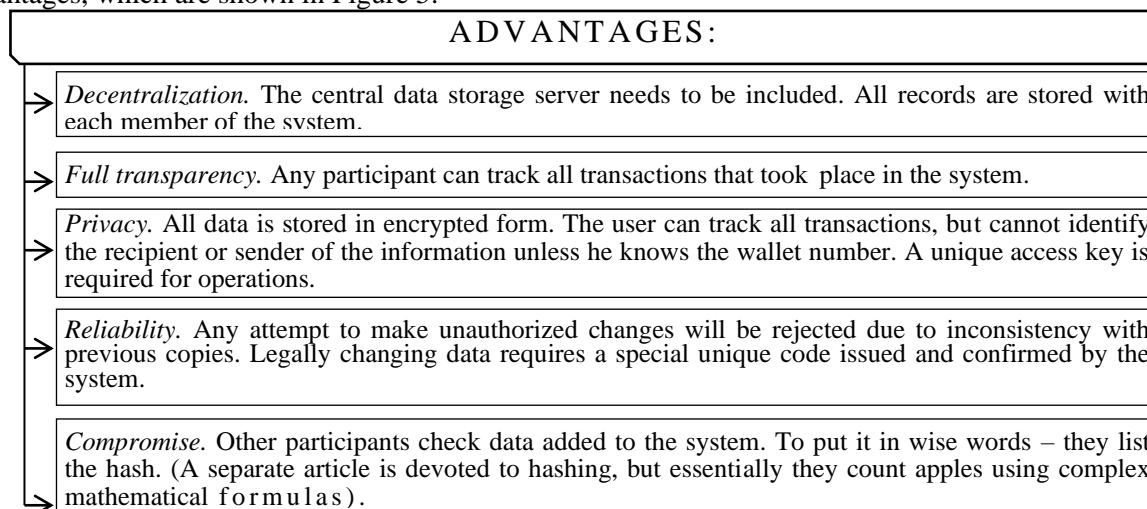 antages, which are shown in Figure 3.
ADVANTAGES:
Decentralization. The central data storage server needs to be included. All records are stored with
each member of the system.
Full transparency. Any participant can track all transactions that took place in the system.
Privacy. All data is stored in encrypted form. The user can track all transactions, but cannot identify
the recipient or sender of the information unless he knows the wallet number. A unique access key is
required for operations.
Reliability. Any attempt to make unauthorized changes will be rejected due to inconsistency with
previous copies. Legally changing data requires a special unique code issued and confirmed by the
system.
Compromise. Other participants check data added to the system. To put it in wise words – they list
the hash. (A separate article is devoted to hashing, but essentially they count apples using complex
mathematical formulas).